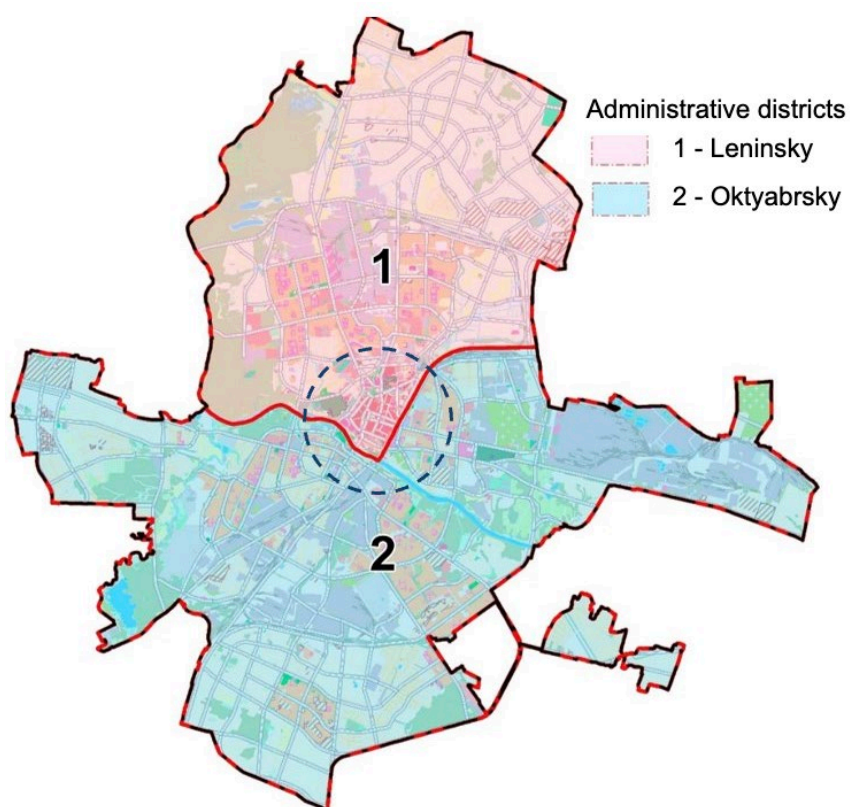 Administrative districts
1 - Leninsky
2 - Oktyabrsky
1
2